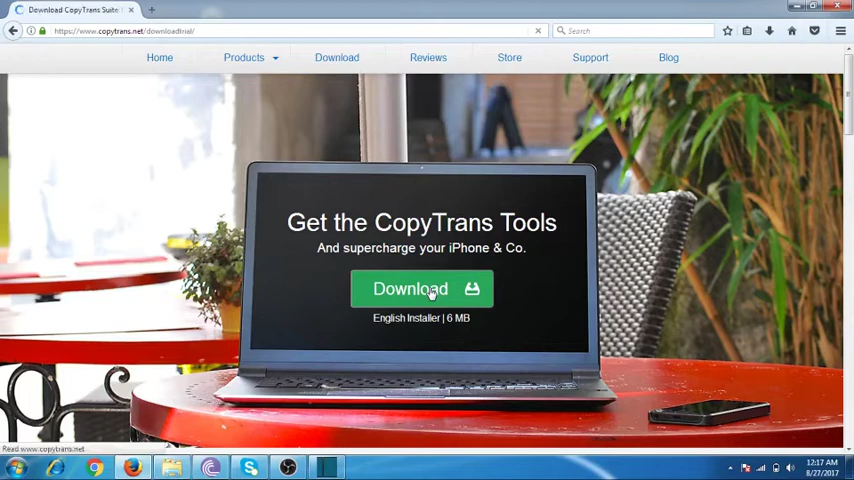 Download CopyTrans Suite
https://www.copytrans.net/downloadtrial/
Search
Home
Products
Download
Reviews
Store
Support
Blog
Get the CopyTrans Tools
And supercharge your iPhone & Co.
Download
English Installer | 6 MB
Read www.copytrans.net
12:17 AM
8/27/2017